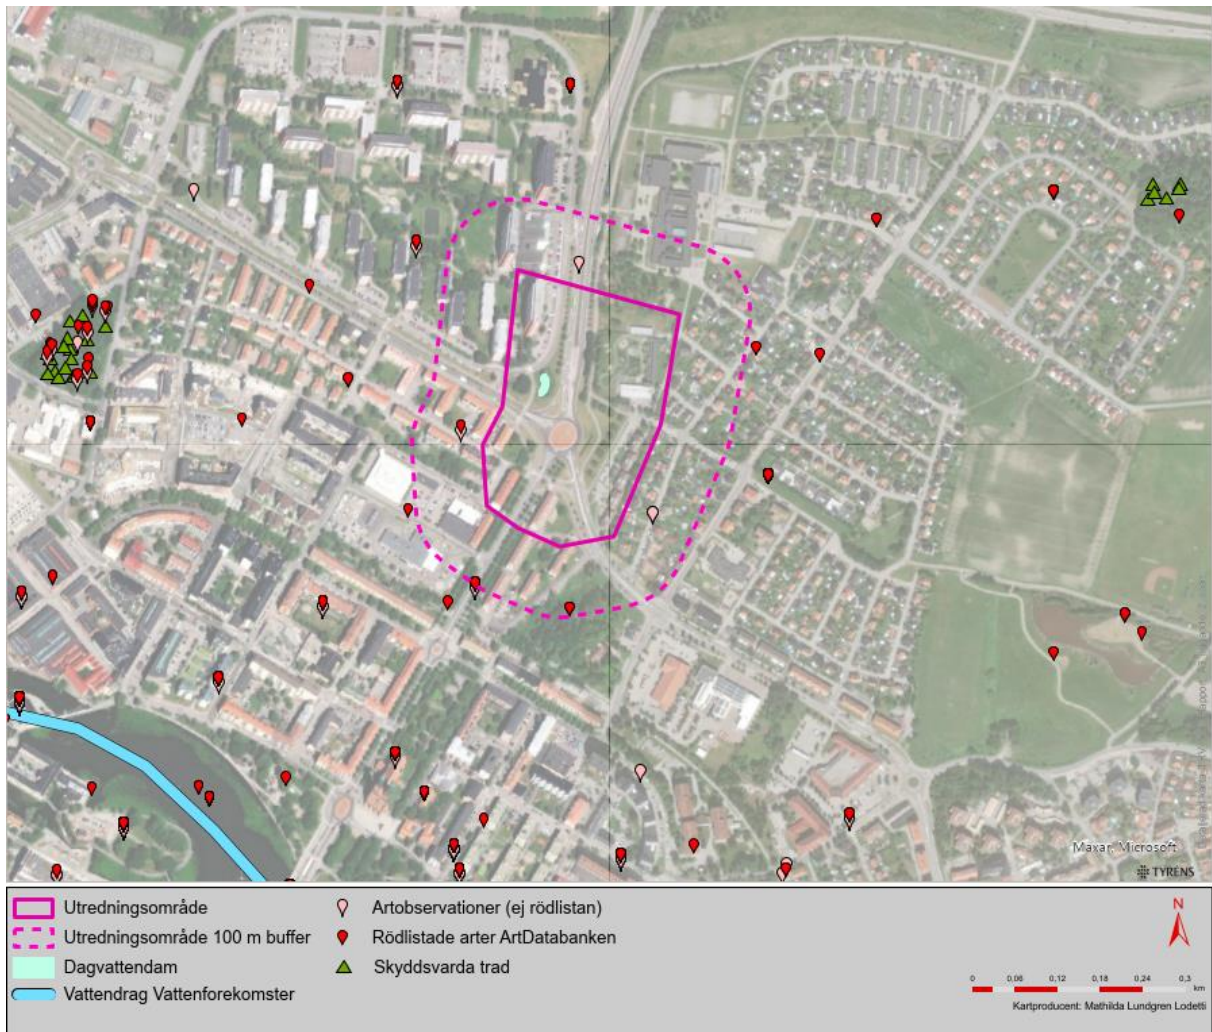 Maxar, Microsoft
TYRÉNS
Utredningsområde
Utredningsområde 100 m buffer
Dagvattendam
Vattendrag Vattenforekomster
Artobservationer (ej rödlistan)
Rödlistade arter ArtDatabanken
Skyddsvarda trad
N
0 0,06 0,12 0,18 0,24 0,3
km
Kartproducent: Mathilda Lundgren Lodetti